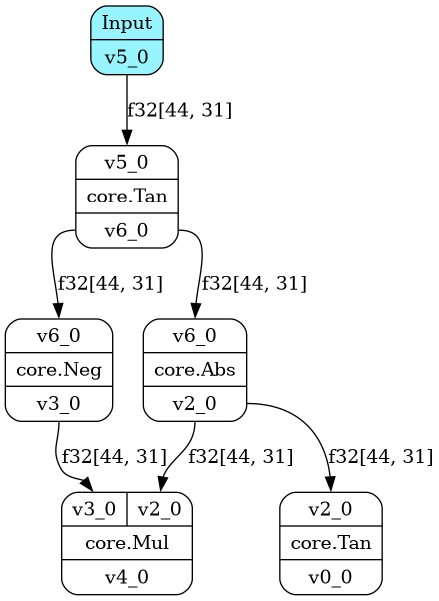 Input
v5_0
f32[44, 31]
v5_0
core.Tan
v6_0
f32[44, 31]
f32[44, 31]
v6_0
core.Neg
v3_0
v6_0
core.Abs
v2_0
f32[44, 31]
f32[44, 31]
f32[44, 31]
v3_0
v2_0
core.Mul
v4_0
v2_0
core.Tan
v0_0